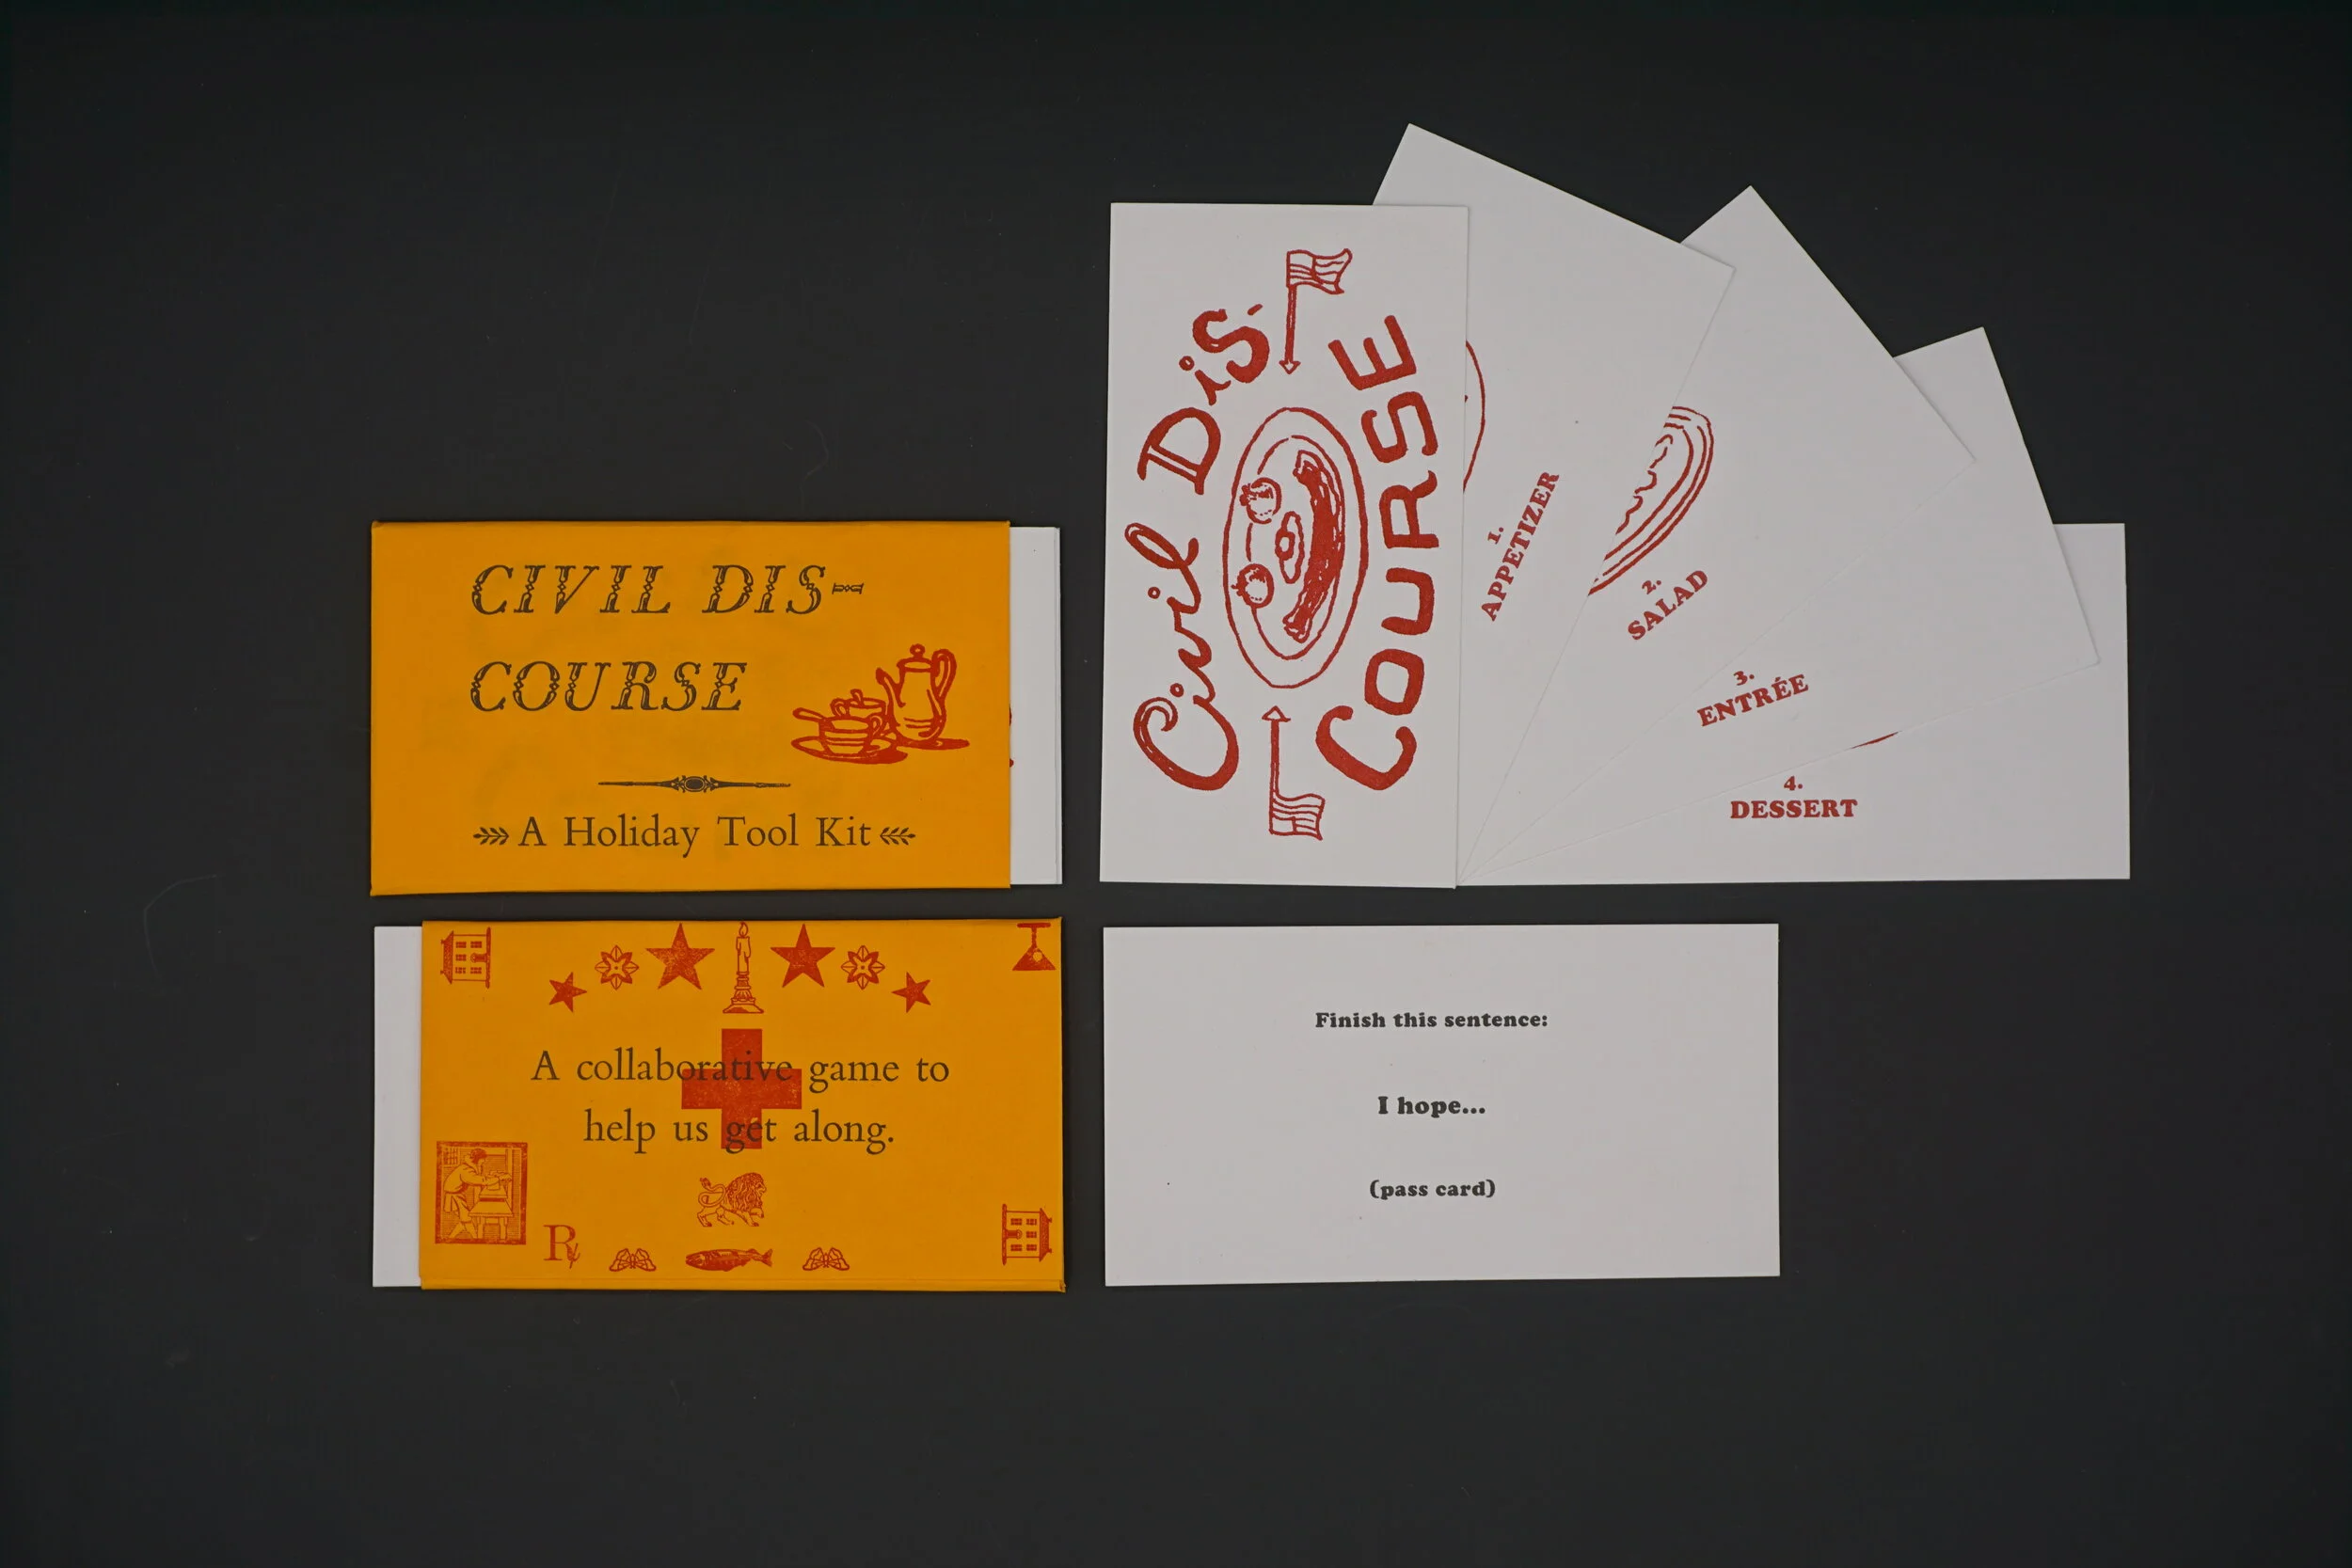 CIVIL DIS-
COURSE
A Holiday Tool Kit
Civil Dis-
COURSE
1.
APPETIZER
2.
SALAD
3.
ENTRÉE
4.
DESSERT
A collaborative game to
help us get along.
R
Finish this sentence:
I hope...
(pass card)